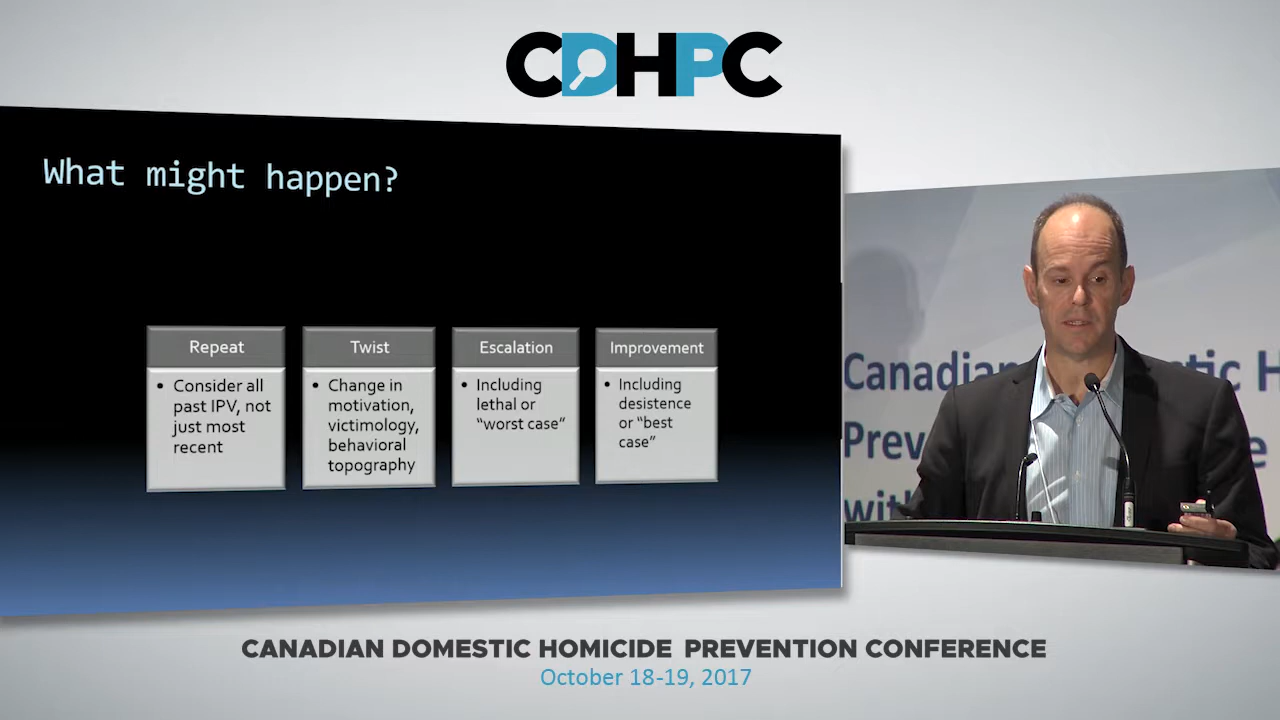 CDHPC
What might happen?
Repeat
• Consider all
past IPV, not
just most
recent
Twist
• Change in
motivation,
victimology,
behavioral
topography
Escalation
• Including
lethal or
“worst case”
Improvement
• Including
desistence
or “best
case”
Canadian
Prev
with
CANADIAN DOMESTIC HOMICIDE PREVENTION CONFERENCE
October 18-19, 2017